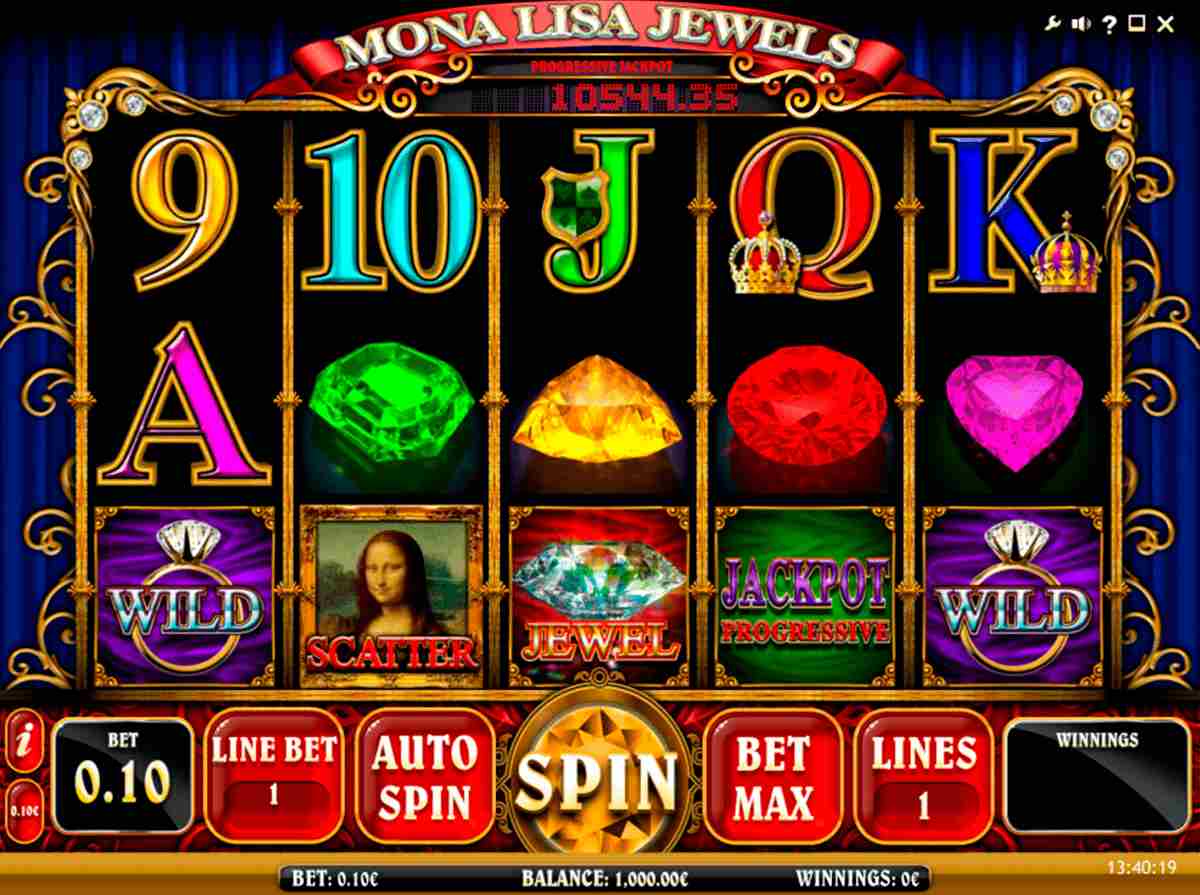 MONA LISA JEWELS
PROGRESSIVE JACKPOT
10544.35
?
9 10 J Q K
A
WILD SCATTER JEWEL JACKPOT PROGRESSIVE WILD
i
0.10€
BET
0.10
LINE BET
1
AUTO
SPIN
SPIN
BET
MAX
LINES
1
WINNINGS
BET: 0.10€ BALANCE: 1,000.00€ WINNINGS: 0€
13:40:19